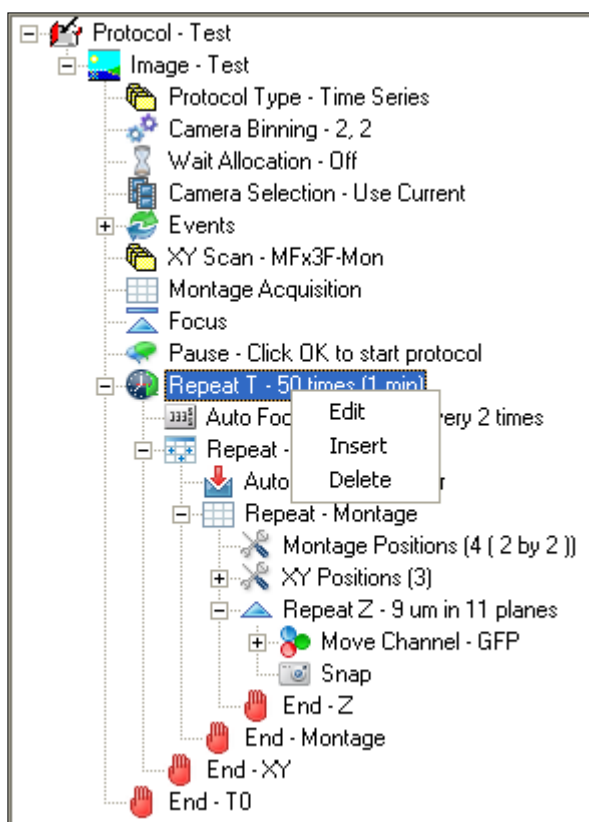 Protocol - Test
Image - Test
Protocol Type - Time Series
Camera Binning - 2, 2
Wait Allocation - Off
Camera Selection - Use Current
Events
XY Scan - MFx3F-Mon
Montage Acquisition
Focus
Pause - Click OK to start protocol
Repeat T - 50 times (1 min)
Edit
Auto Foc very 2 times
Insert
Repeat -
Delete
Auto r
Repeat - Montage
Montage Positions (4 ( 2 by 2 ))
XY Positions (3)
Repeat Z - 9 um in 11 planes
Move Channel - GFP
Snap
End - Z
End - Montage
End - XY
End - T0